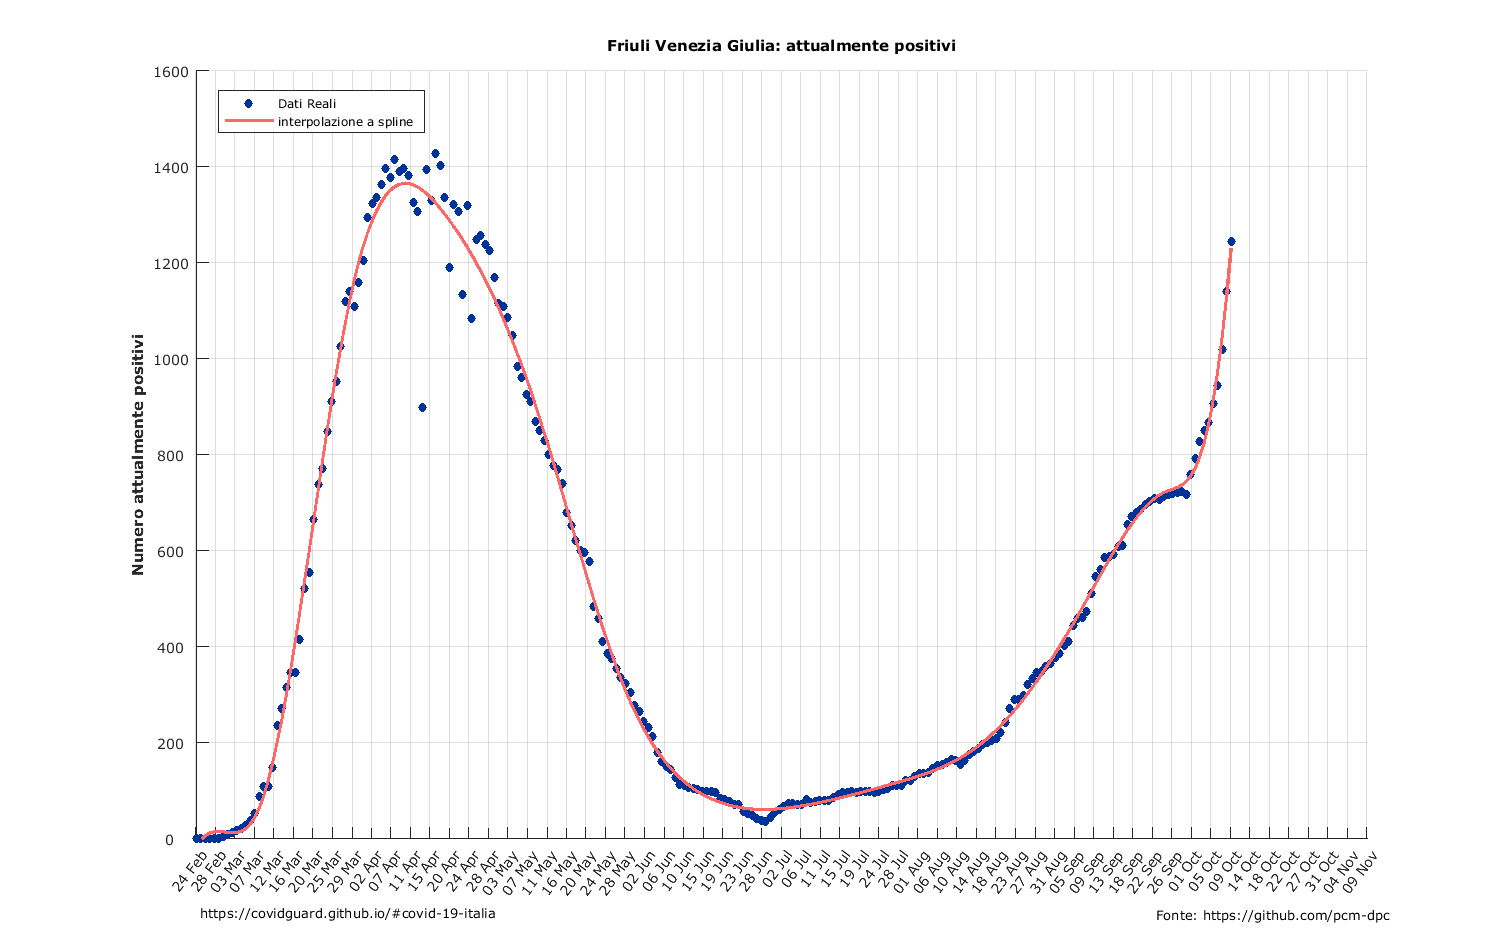 Friuli Venezia Giulia: attualmente positivi
1600
1400
1200
1000
800
600
400
200
0
Dati Reali
interpolazione a spline
Numero attualmente positivi
24 Feb
28 Feb
03 Mar
07 Mar
12 Mar
16 Mar
20 Mar
25 Mar
29 Mar
02 Apr
07 Apr
11 Apr
15 Apr
20 Apr
24 Apr
28 Apr
03 May
07 May
11 May
16 May
20 May
24 May
28 May
02 Jun
06 Jun
10 Jun
15 Jun
19 Jun
23 Jun
28 Jun
02 Jul
06 Jul
11 Jul
15 Jul
19 Jul
24 Jul
28 Jul
01 Aug
06 Aug
10 Aug
14 Aug
18 Aug
23 Aug
27 Aug
31 Aug
05 Sep
09 Sep
13 Sep
18 Sep
22 Sep
26 Sep
01 Oct
05 Oct
09 Oct
14 Oct
18 Oct
22 Oct
27 Oct
31 Oct
04 Nov
09 Nov
https://covidguard.github.io/#covid-19-italia
Fonte: https://github.com/pcm-dpc